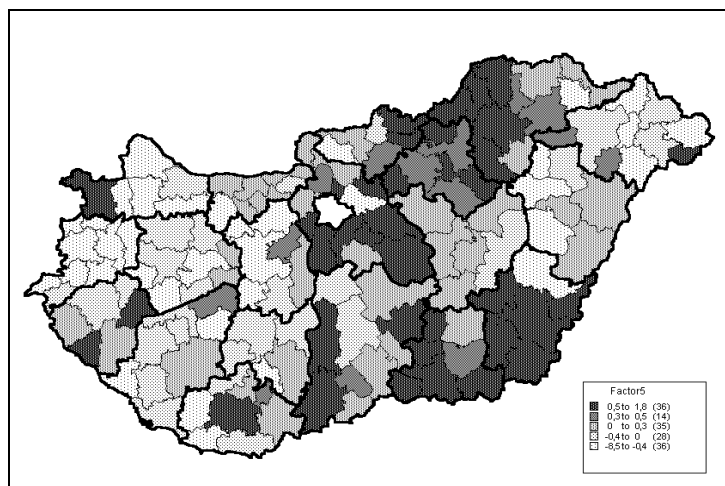 Factor5
0,5 to 1,8 (36)
0,3 to 0,5 (14)
0 to 0,3 (35)
-0,4 to 0 (28)
-8,5 to -0,4 (36)